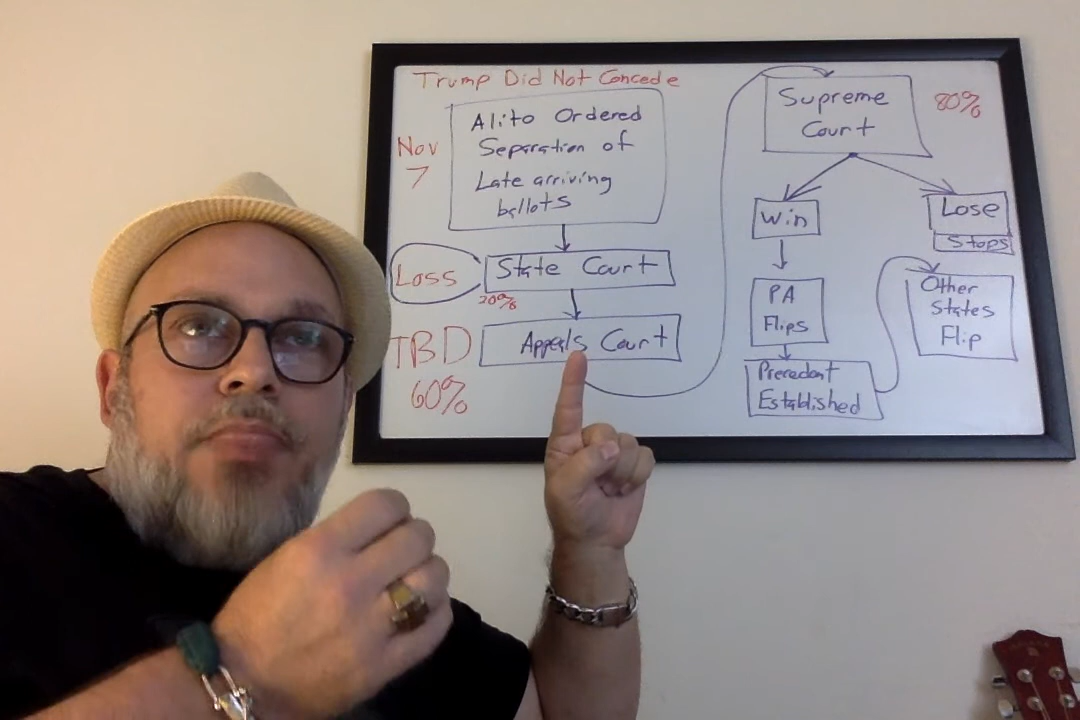 Trump Did Not Concede
Nov
7
Alito Ordered
Separation of
Late arriving
ballots
Loss
State Court
20%
TBD
60%
Appeals Court
Supreme
Court
80%
Win
Lose
Stops
PA
Flips
Precedent
Established
Other
States
Flip